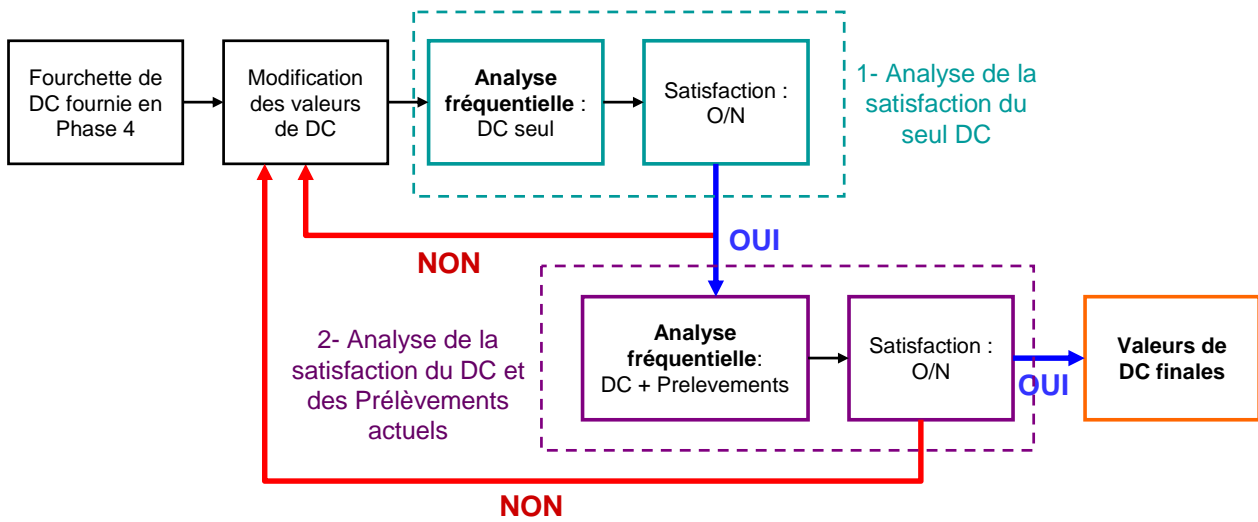 Fourchette de
DC fournie en
Phase 4
Modification
des valeurs
de DC
Analyse
fréquentielle :
DC seul
Satisfaction :
O/N
1- Analyse de la
satisfaction du
seul DC
OUI
NON
2- Analyse de la
satisfaction du DC et
des Prélèvements
actuels
Analyse
fréquentielle:
DC + Prelevements
Satisfaction :
O/N
OUI
Valeurs de
DC finales
NON